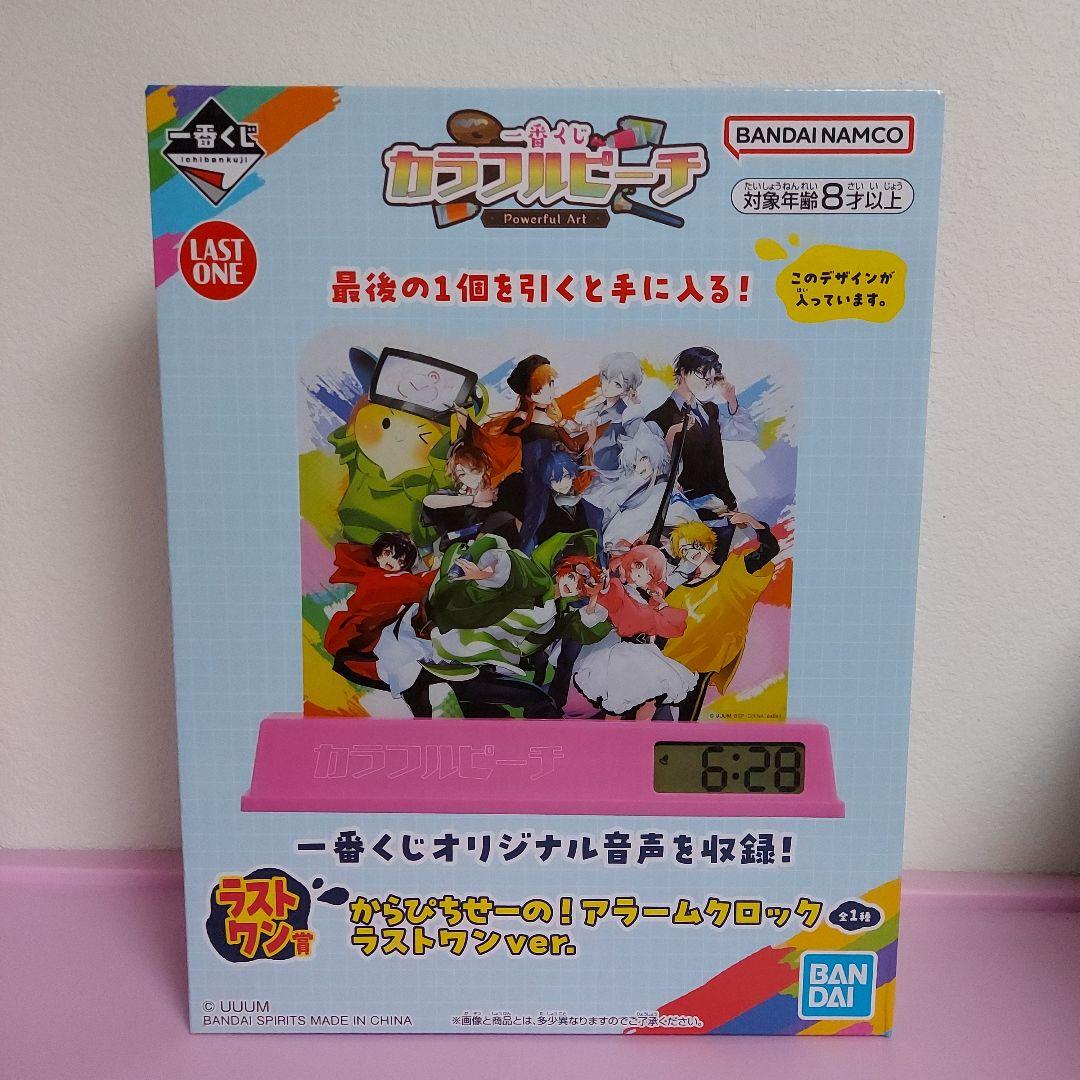 一番くじ
ichibankuji
LAST
ONE
一番くじ
カラフルピーチ
Powerful Art
BANDAI NAMCO
たいしょうねんれい さい いじょう
対象年齢8才以上
最後の1個を引くと手に入る!
このデザインが
はい
入っています。
カラフルピーチ
6:28
一番くじオリジナル音声を収録!
ラスト
ワン賞
からぴちせーの!アラームクロック
ラストワンver.
全1種
BAN
DAI
© UUUM
BANDAI SPIRITS MADE IN CHINA
※画像と商品とは、多少異なりますのでご了承ください。